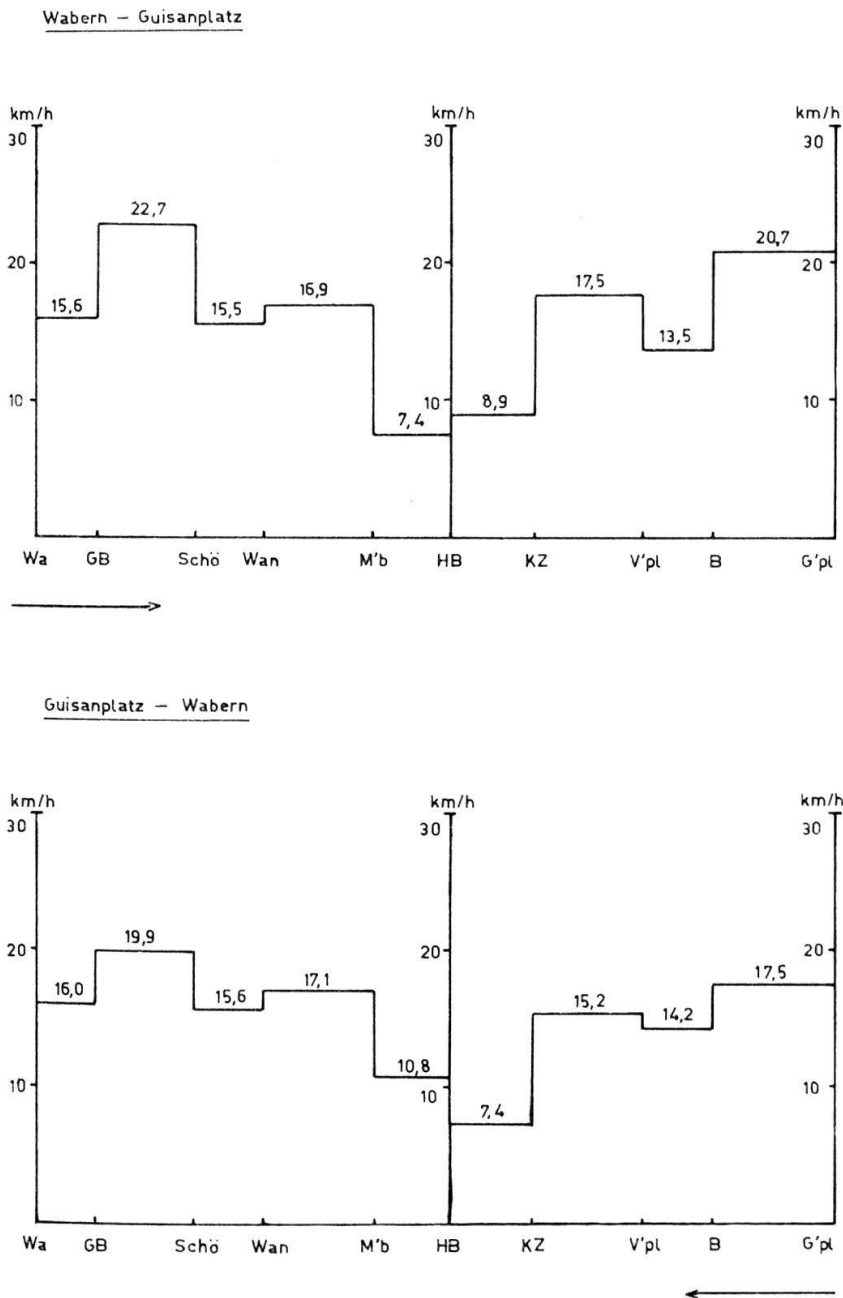 Wabern – Guisanplatz
km/h km/h km/h
30 30 30
22,7
20,7
20 20 20
17,5
16,9
15,6 15,5
13,5
10 10 8,9 10
7,4
Wa GB Schö Wan M'b HB KZ V'pl B G'pl
Guisanplatz – Wabern
km/h km/h km/h
30 30 30
20 19,9 20 20
16,0 15,6 17,1 15,2 14,2 17,5
10 10,8 10 10
7,4
Wa GB Schö Wan M'b HB KZ V'pl B G'pl